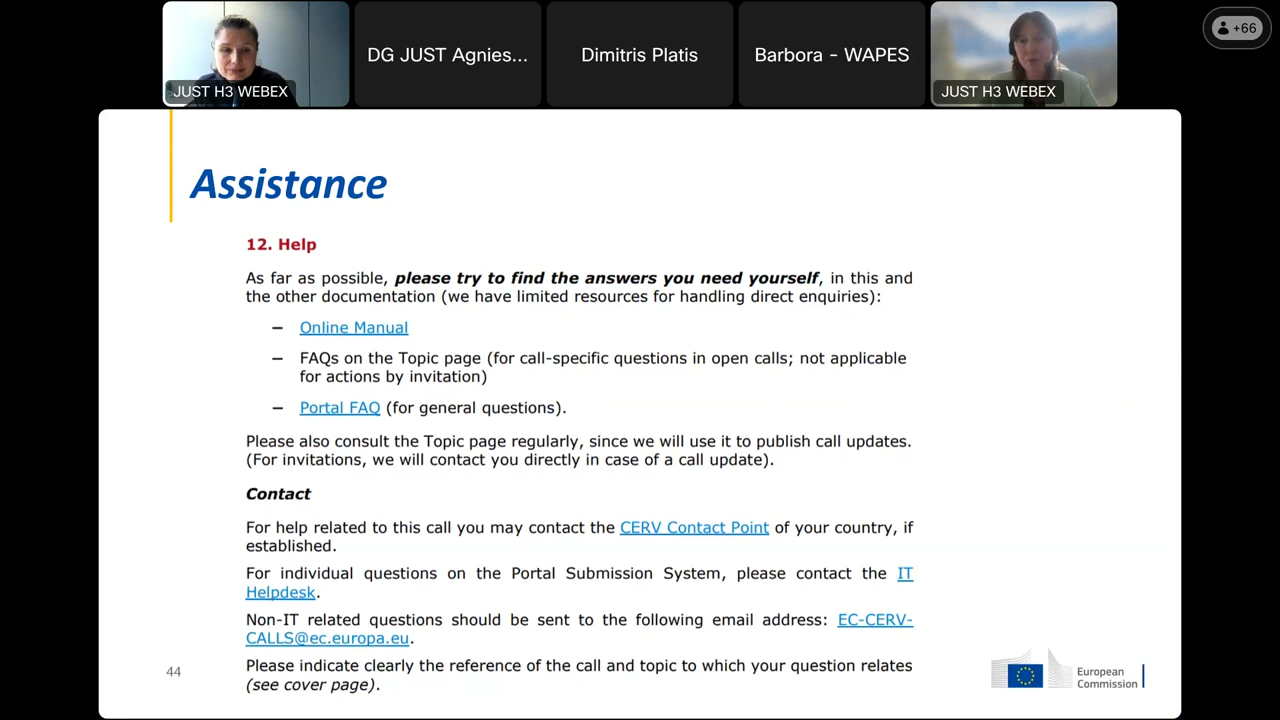 JUST H3 WEBEX
DG JUST Agnies...
Dimitris Platis
Barbora - WAPES
JUST H3 WEBEX
+66
Assistance
12. Help
As far as possible, please try to find the answers you need yourself, in this and
the other documentation (we have limited resources for handling direct enquiries):
– Online Manual
– FAQs on the Topic page (for call-specific questions in open calls; not applicable
for actions by invitation)
– Portal FAQ (for general questions).
Please also consult the Topic page regularly, since we will use it to publish call updates.
(For invitations, we will contact you directly in case of a call update).
Contact
For help related to this call you may contact the CERV Contact Point of your country, if
established.
For individual questions on the Portal Submission System, please contact the IT
Helpdesk.
Non-IT related questions should be sent to the following email address: EC-CERV-
CALLS@ec.europa.eu.
Please indicate clearly the reference of the call and topic to which your question relates
(see cover page).
44
European
Commission